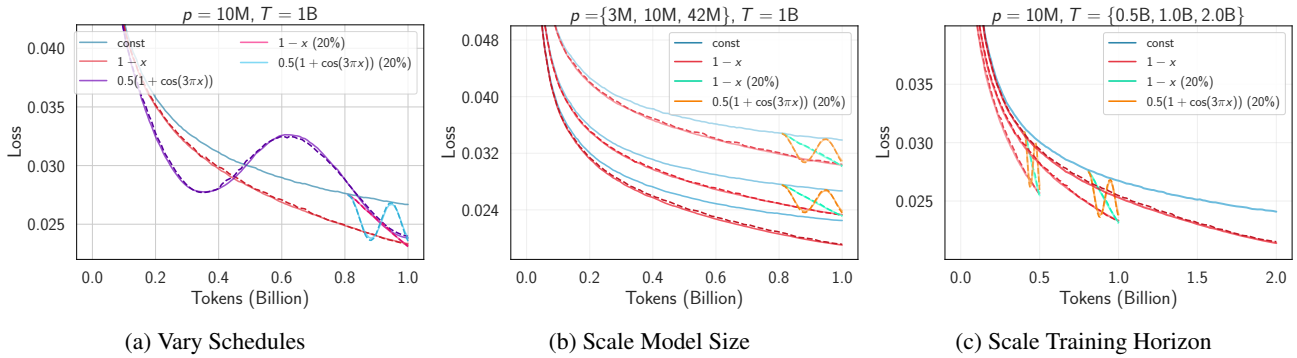 p = 10M, T = 1B
0.040
0.035
0.030
0.025
Loss
const
1 − x
0.5(1 + cos(3πx))
1 − x (20%)
0.5(1 + cos(3πx)) (20%)
0.0 0.2 0.4 0.6 0.8 1.0
Tokens (Billion)
(a) Vary Schedules
p ={3M, 10M, 42M}, T = 1B
0.048
0.040
0.032
0.024
Loss
const
1 − x
1 − x (20%)
0.5(1 + cos(3πx)) (20%)
0.0 0.2 0.4 0.6 0.8 1.0
Tokens (Billion)
(b) Scale Model Size
p = 10M, T = {0.5B, 1.0B, 2.0B}
0.035
0.030
0.025
Loss
const
1 − x
1 − x (20%)
0.5(1 + cos(3πx)) (20%)
0.0 0.5 1.0 1.5 2.0
Tokens (Billion)
(c) Scale Training Horizon